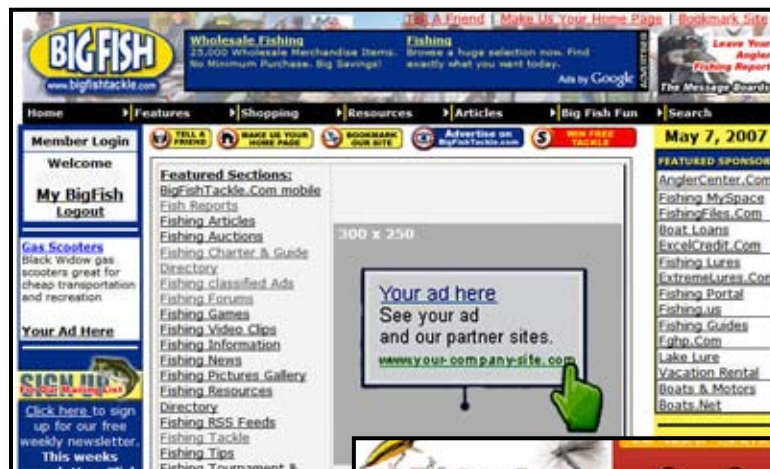 Tell A Friend | Make Us Your Home Page | Bookmark Site
BIG FISH
www.bigfishtackle.com
Wholesale Fishing
25,000 Wholesale Merchandise Items.
No Minimum Purchase. Big Savings!
Fishing
Browse a huge selection now. Find
exactly what you want today.
Ads by Google
Leave Your
Angler
Fishing Report
The Message Boards
Home
Features
Shopping
Resources
Articles
Big Fish Fun
Search
TELL A
FRIEND
MAKE US YOUR
HOME PAGE
BOOKMARK
OUR SITE
Advertise on
BigFishTackle.com
WIN FREE
TACKLE
May 7, 2007
Member Login
Welcome
My BigFish
Logout
Gas Scooters
Black Widow gas
scooters great for
cheap transportation
and recreation
Your Ad Here
SIGN UP
For Our Mailing List
Click here to sign
up for our free
weekly newsletter.
This weeks
Featured Sections:
BigFishTackle.Com mobile
Fish Reports
Fishing Articles
Fishing Auctions
Fishing Charter & Guide
Directory
Fishing classified Ads
Fishing Forums
Fishing Games
Fishing Video Clips
Fishing Information
Fishing News
Fishing Pictures Gallery
Fishing Resources
Directory
Fishing RSS Feeds
Fishing Tackle
Fishing Tips
Fishing Tournament &
300 x 250
Your ad here
See your ad
and our partner sites.
www.your-company-site.com
FEATURED SPONSOR
AnglerCenter.Com
Fishing MySpace
FishingFiles.Com
Boat Loans
ExcelCredit.Com
Fishing Lures
ExtremeLures.Com
Fishing Portal
Fishing.us
Fishing Guides
Fghp.Com
Lake Lure
Vacation Rental
Boats & Motors
Boats.Net